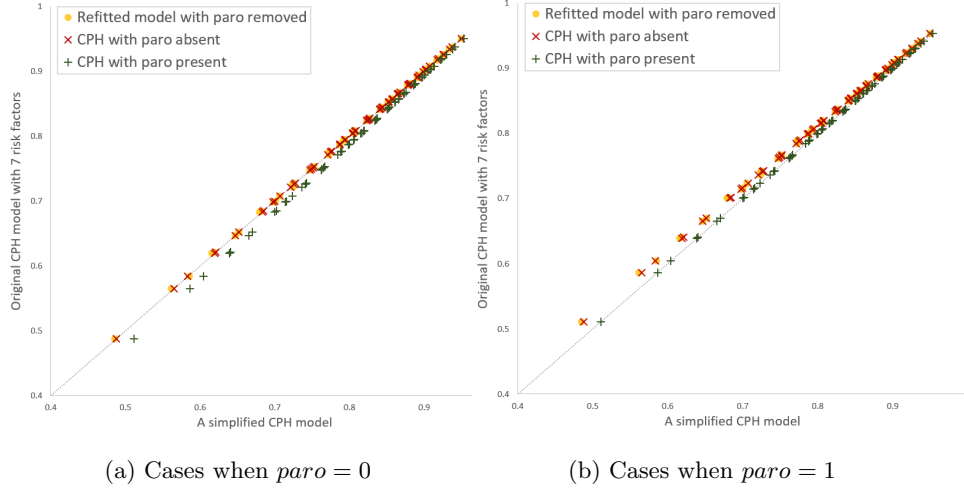 Refitted model with paro removed
CPH with paro absent
CPH with paro present
Original CPH model with 7 risk factors
1
0.9
0.8
0.7
0.6
0.5
0.4
0.4
0.5
0.6
0.7
0.8
0.9
A simplified CPH model
(a) Cases when paro = 0
Refitted model with paro removed
CPH with paro absent
CPH with paro present
Original CPH model with 7 risk factors
1
0.9
0.8
0.7
0.6
0.5
0.4
0.4
0.5
0.6
0.7
0.8
0.9
A simplified CPH model
(b) Cases when paro = 1